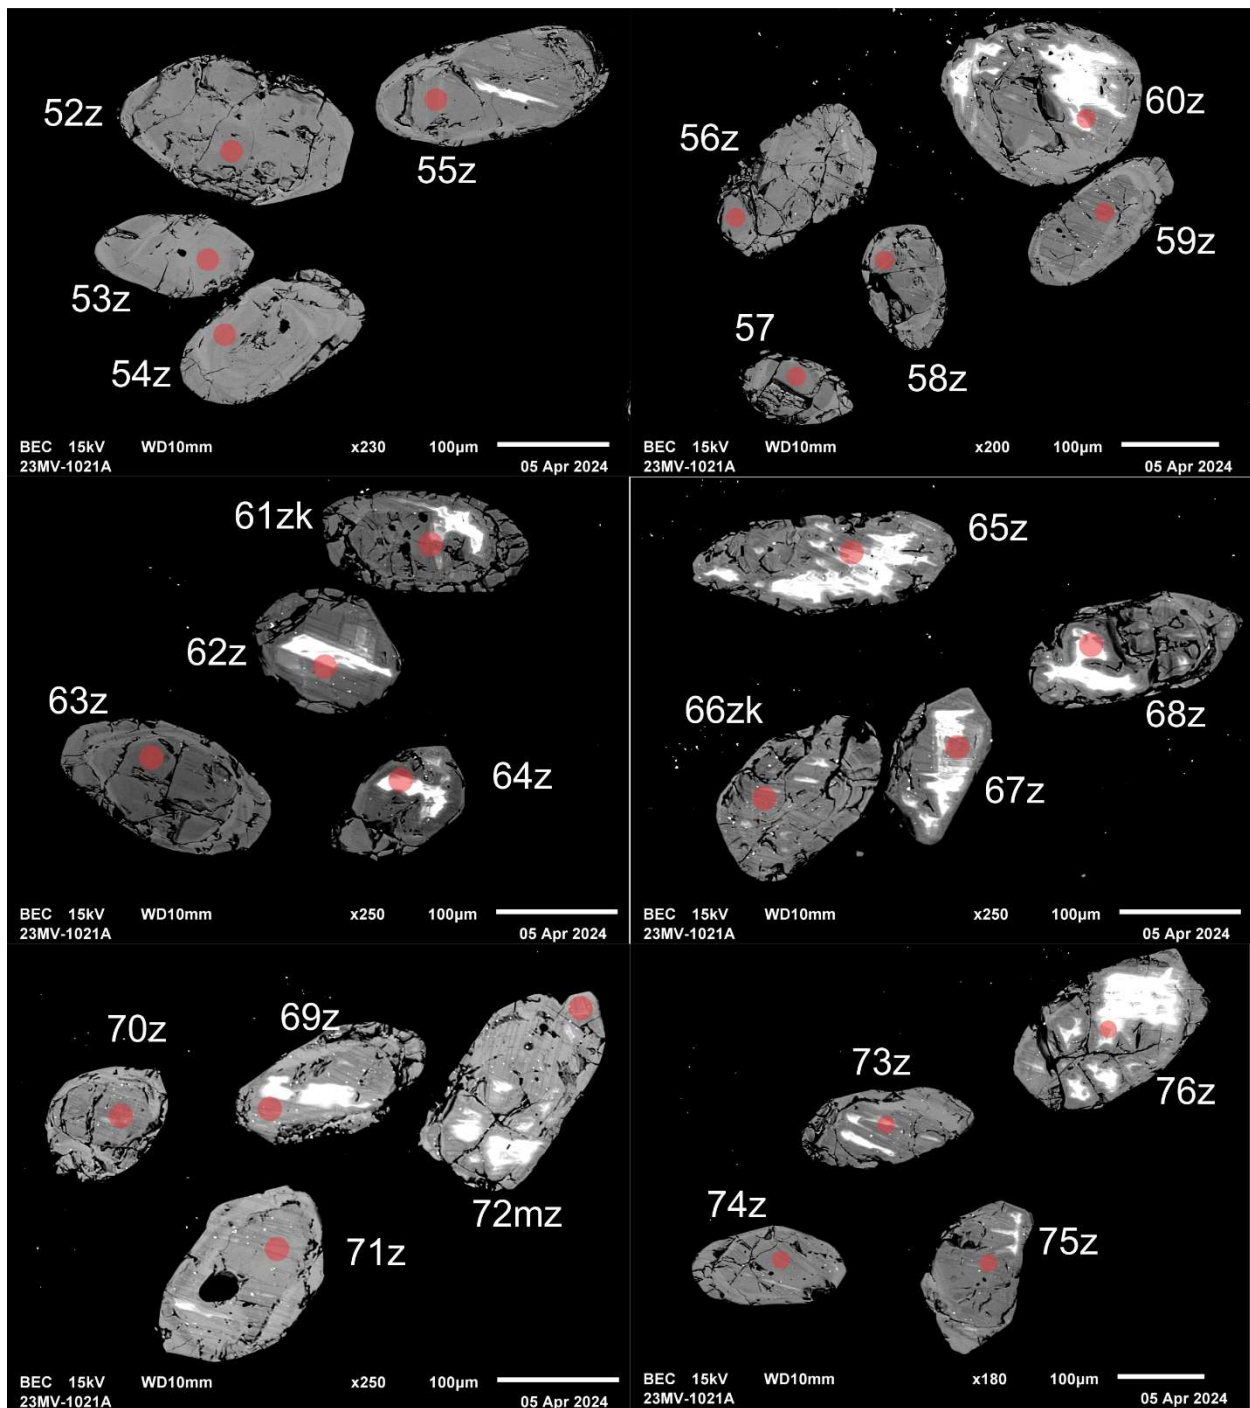 52z
55z
53z
54z
BEC 15kV WD10mm x230 100µm
23MV-1021A 05 Apr 2024
60z
56z
59z
57
58z
BEC 15kV WD10mm x200 100µm
23MV-1021A 05 Apr 2024
61zk
62z
63z
64z
BEC 15kV WD10mm x250 100µm
23MV-1021A 05 Apr 2024
65z
66zk
68z
67z
BEC 15kV WD10mm x250 100µm
23MV-1021A 05 Apr 2024
70z
69z
72mz
71z
BEC 15kV WD10mm x250 100µm
23MV-1021A 05 Apr 2024
73z
76z
74z
75z
BEC 15kV WD10mm x180 100µm
23MV-1021A 05 Apr 2024